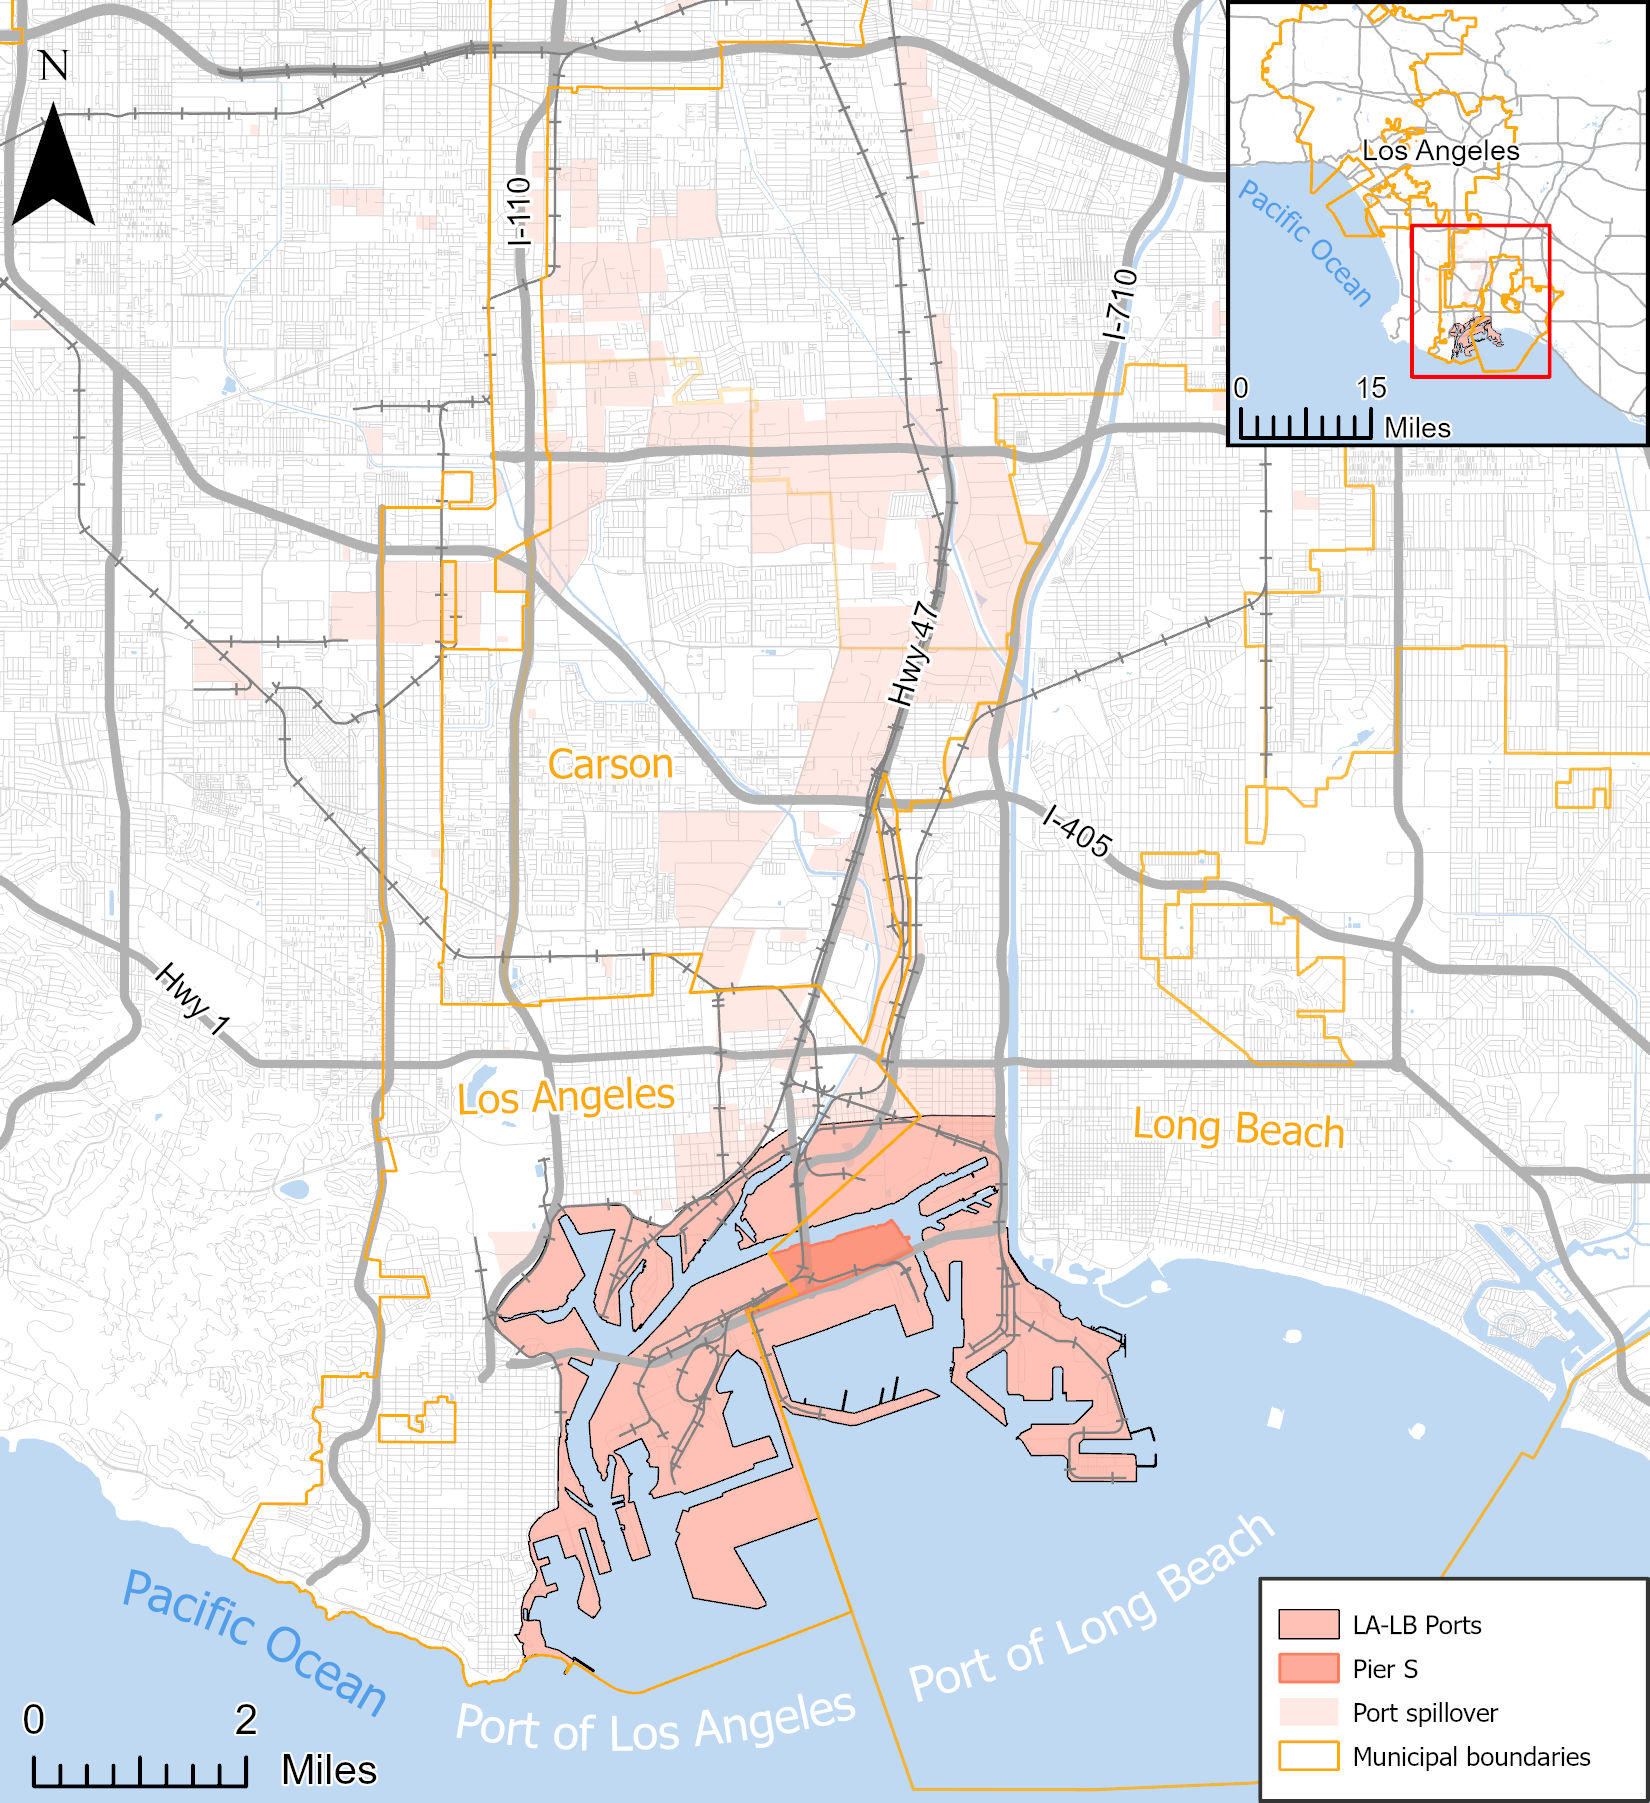 N
I-110
I-710
Los Angeles
Pacific Ocean
0 15
Miles
Hwy 47
Carson
I-405
Hwy 1
Los Angeles
Long Beach
Pacific Ocean
Port of Los Angeles
Port of Long Beach
0 2
Miles
LA-LB Ports
Pier S
Port spillover
Municipal boundaries